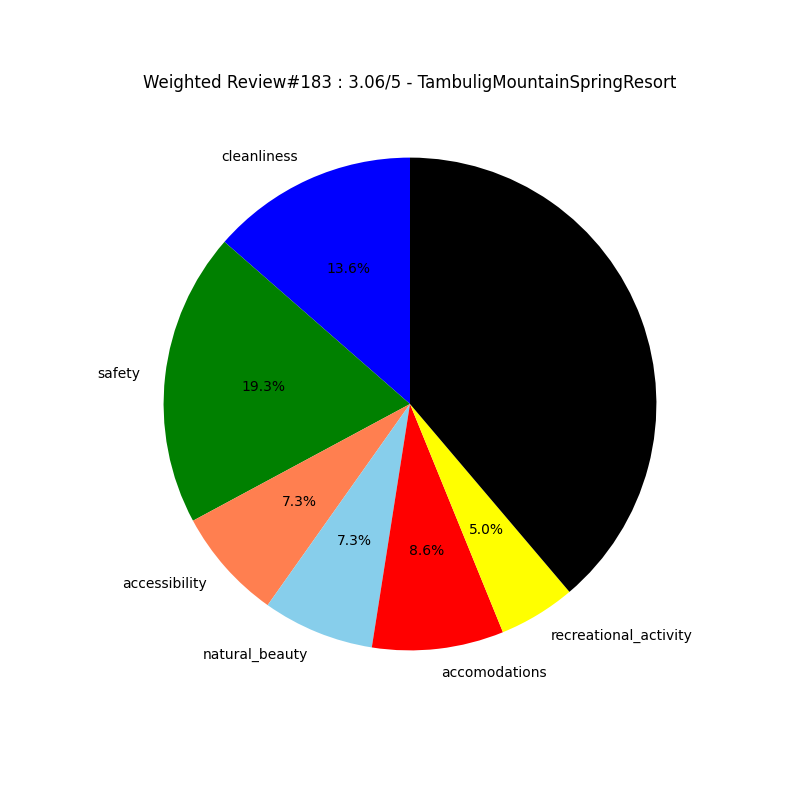 Weighted Review#183 : 3.06/5 - TambuligMountainSpringResort
cleanliness
13.6%
safety
19.3%
accessibility
7.3%
natural_beauty
7.3%
accomodations
8.6%
recreational_activity
5.0%